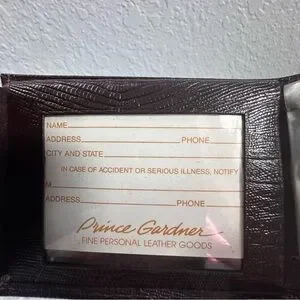 NAME
ADDRESS PHONE
CITY AND STATE
IN CASE OF ACCIDENT OR SERIOUS ILLNESS, NOTIFY
M
ADDRESS PHONE
Prince Gardner
FINE PERSONAL LEATHER GOODS